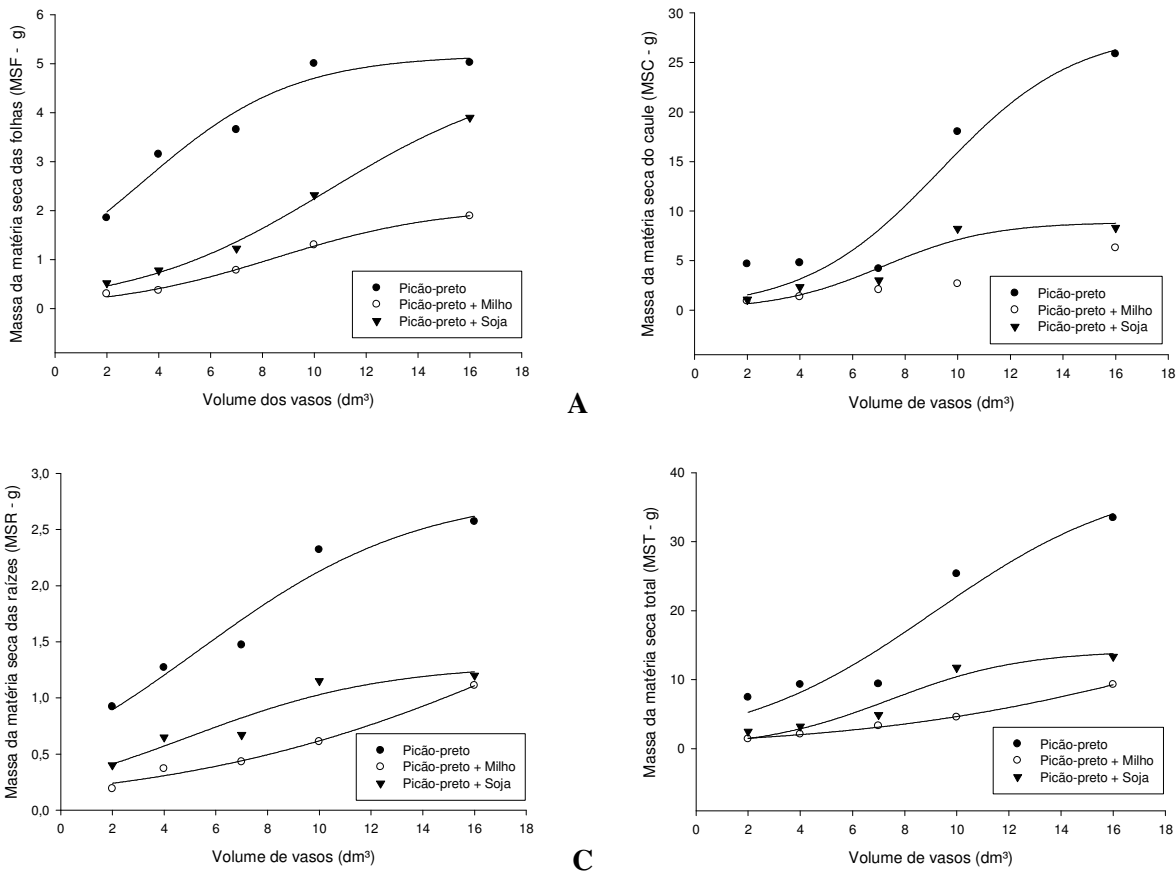 Massa da matéria seca das folhas (MSF - g)
6
5
4
3
2
1
0
0 2 4 6 8 10 12 14 16 18
Volume dos vasos (dm³)
Picão-preto
Picão-preto + Milho
Picão-preto + Soja
A
Massa da matéria seca do caule (MSC - g)
30
25
20
15
10
5
0
0 2 4 6 8 10 12 14 16 18
Volume de vasos (dm³)
Picão-preto
Picão-preto + Milho
Picão-preto + Soja
Massa da matéria seca das raízes (MSR - g)
3,0
2,5
2,0
1,5
1,0
0,5
0,0
0 2 4 6 8 10 12 14 16 18
Volume de vasos (dm³)
Picão-preto
Picão-preto + Milho
Picão-preto + Soja
C
Massa da matéria seca total (MST - g)
40
30
20
10
0
0 2 4 6 8 10 12 14 16 18
Volume de vasos (dm³)
Picão-preto
Picão-preto + Milho
Picão-preto + Soja